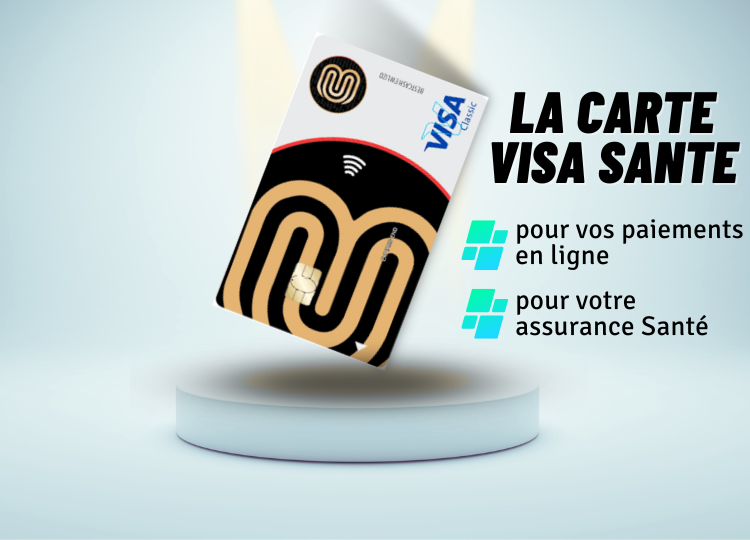 LA CARTE
VISA SANTE
VISA
Classic
pour vos paiements
en ligne
pour votre
assurance Santé